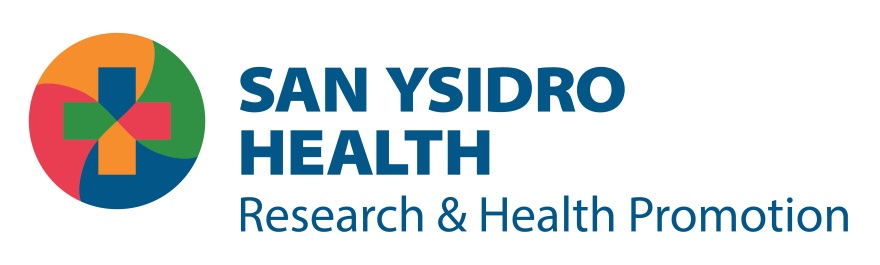 SAN YSIDRO
HEALTH
Research & Health Promotion